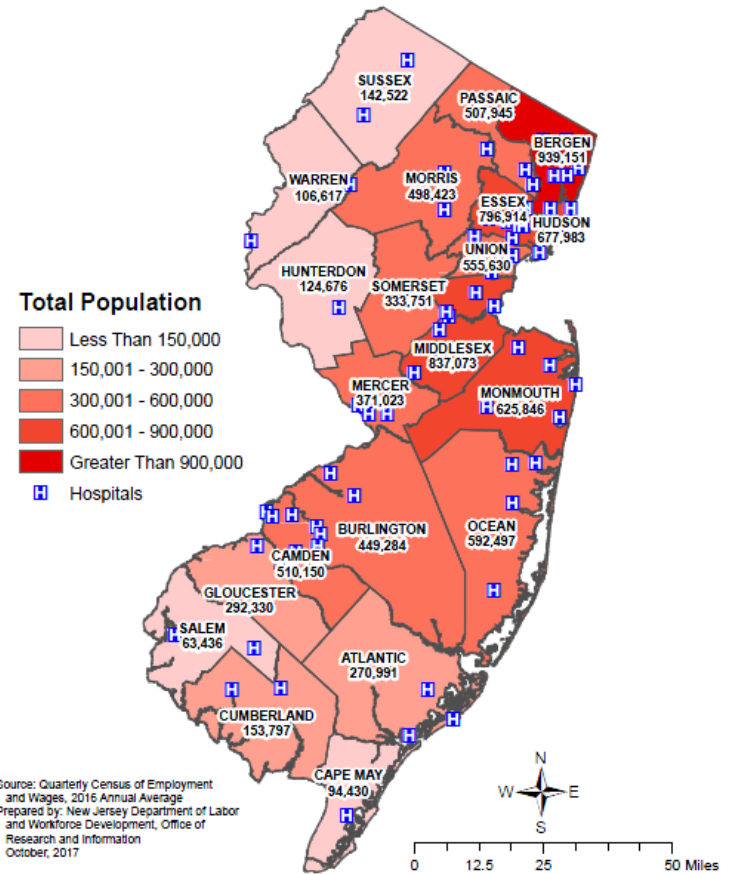 SUSSEX
142,522
PASSAIC
507,945
BERGEN
939,151
WARREN
106,617
MORRIS
498,423
ESSEX
796,914
HUDSON
677,983
UNION
555,630
HUNTERDON
124,676
SOMERSET
333,751
Total Population
Less Than 150,000
150,001 - 300,000
300,001 - 600,000
600,001 - 900,000
Greater Than 900,000
H Hospitals
MIDDLESEX
837,073
MERCER
371,023
MONMOUTH
625,846
BURLINGTON
449,284
OCEAN
592,497
CAMDEN
510,150
GLOUCESTER
292,330
SALEM
63,436
ATLANTIC
270,991
CUMBERLAND
153,797
CAPE MAY
94,430
Source: Quarterly Census of Employment
and Wages, 2016 Annual Average
Prepared by: New Jersey Department of Labor
and Workforce Development, Office of
Research and Information
October, 2017
N
W E
S
0 12.5 25 50 Miles